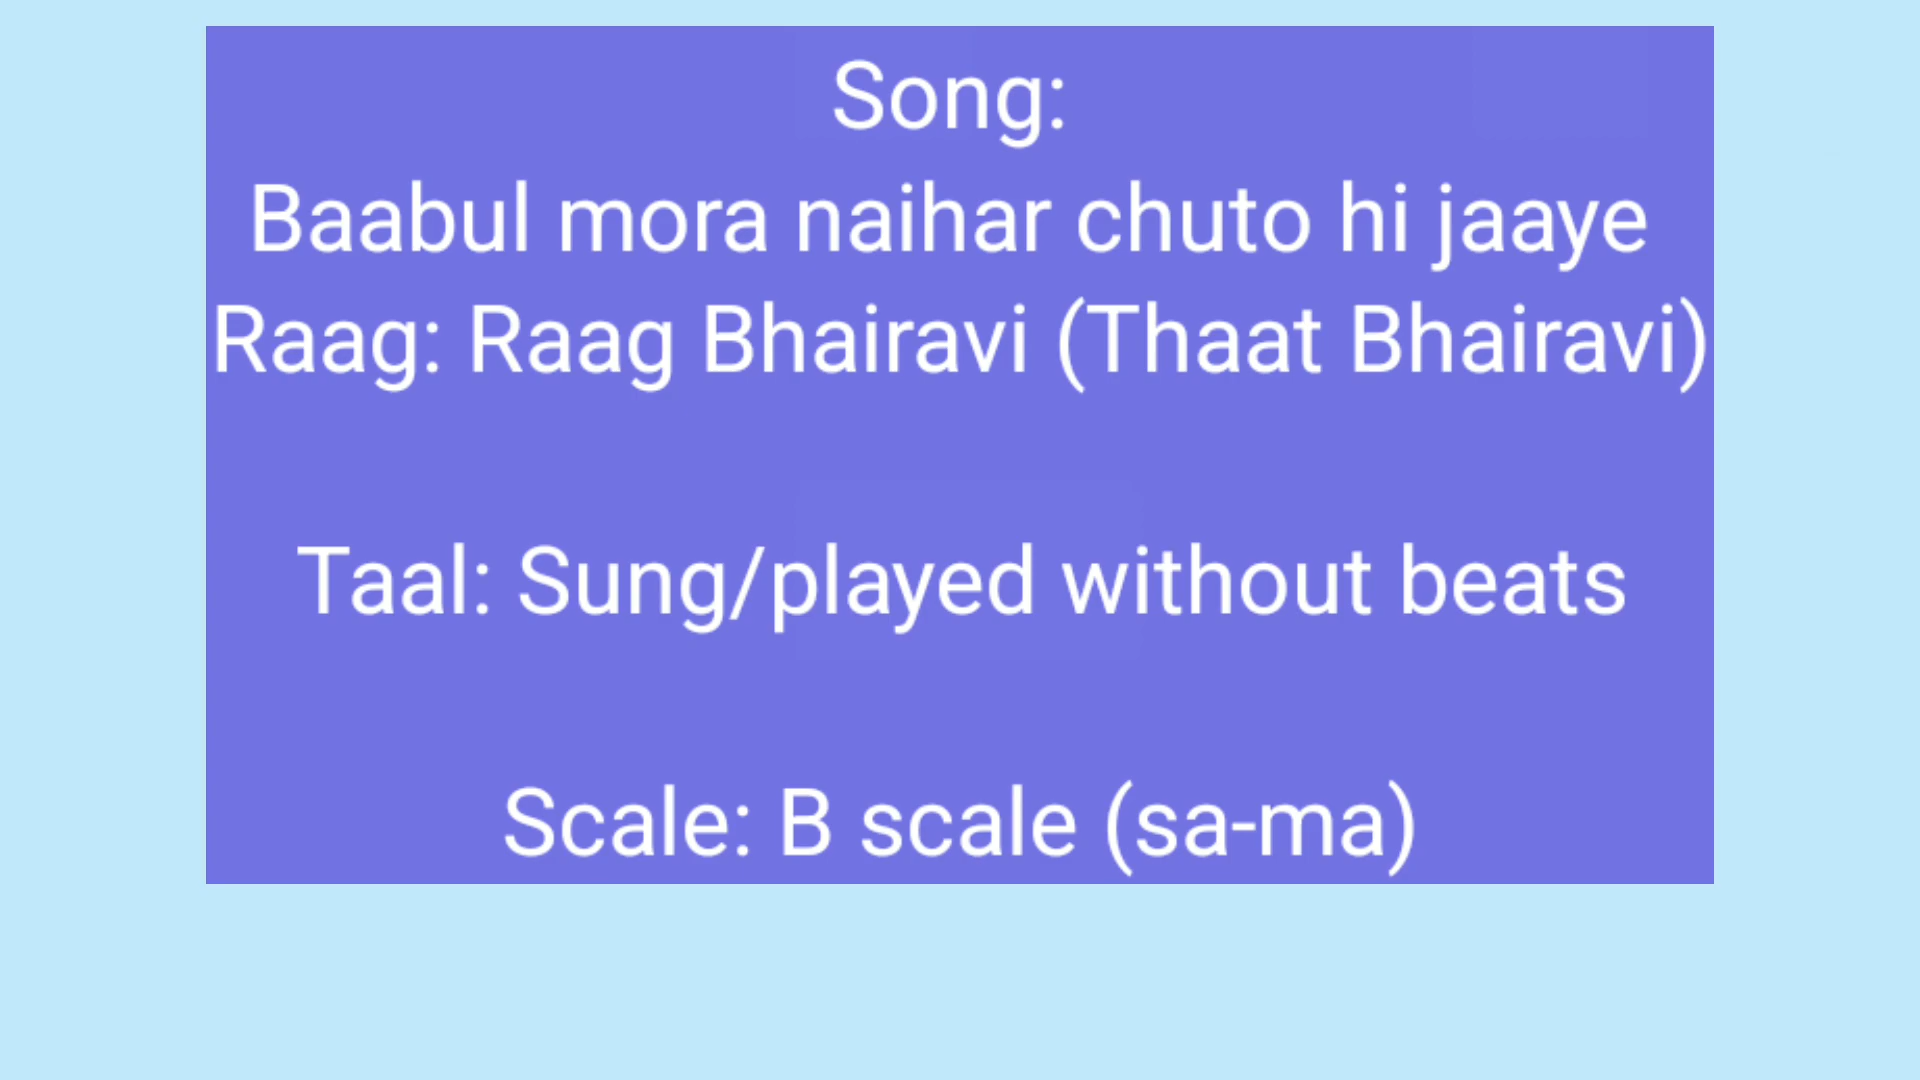 Song:
Baabul mora naihar chuto hi jaaye
Raag: Raag Bhairavi (Thaat Bhairavi)
Taal: Sung/played without beats
Scale: B scale (sa-ma)